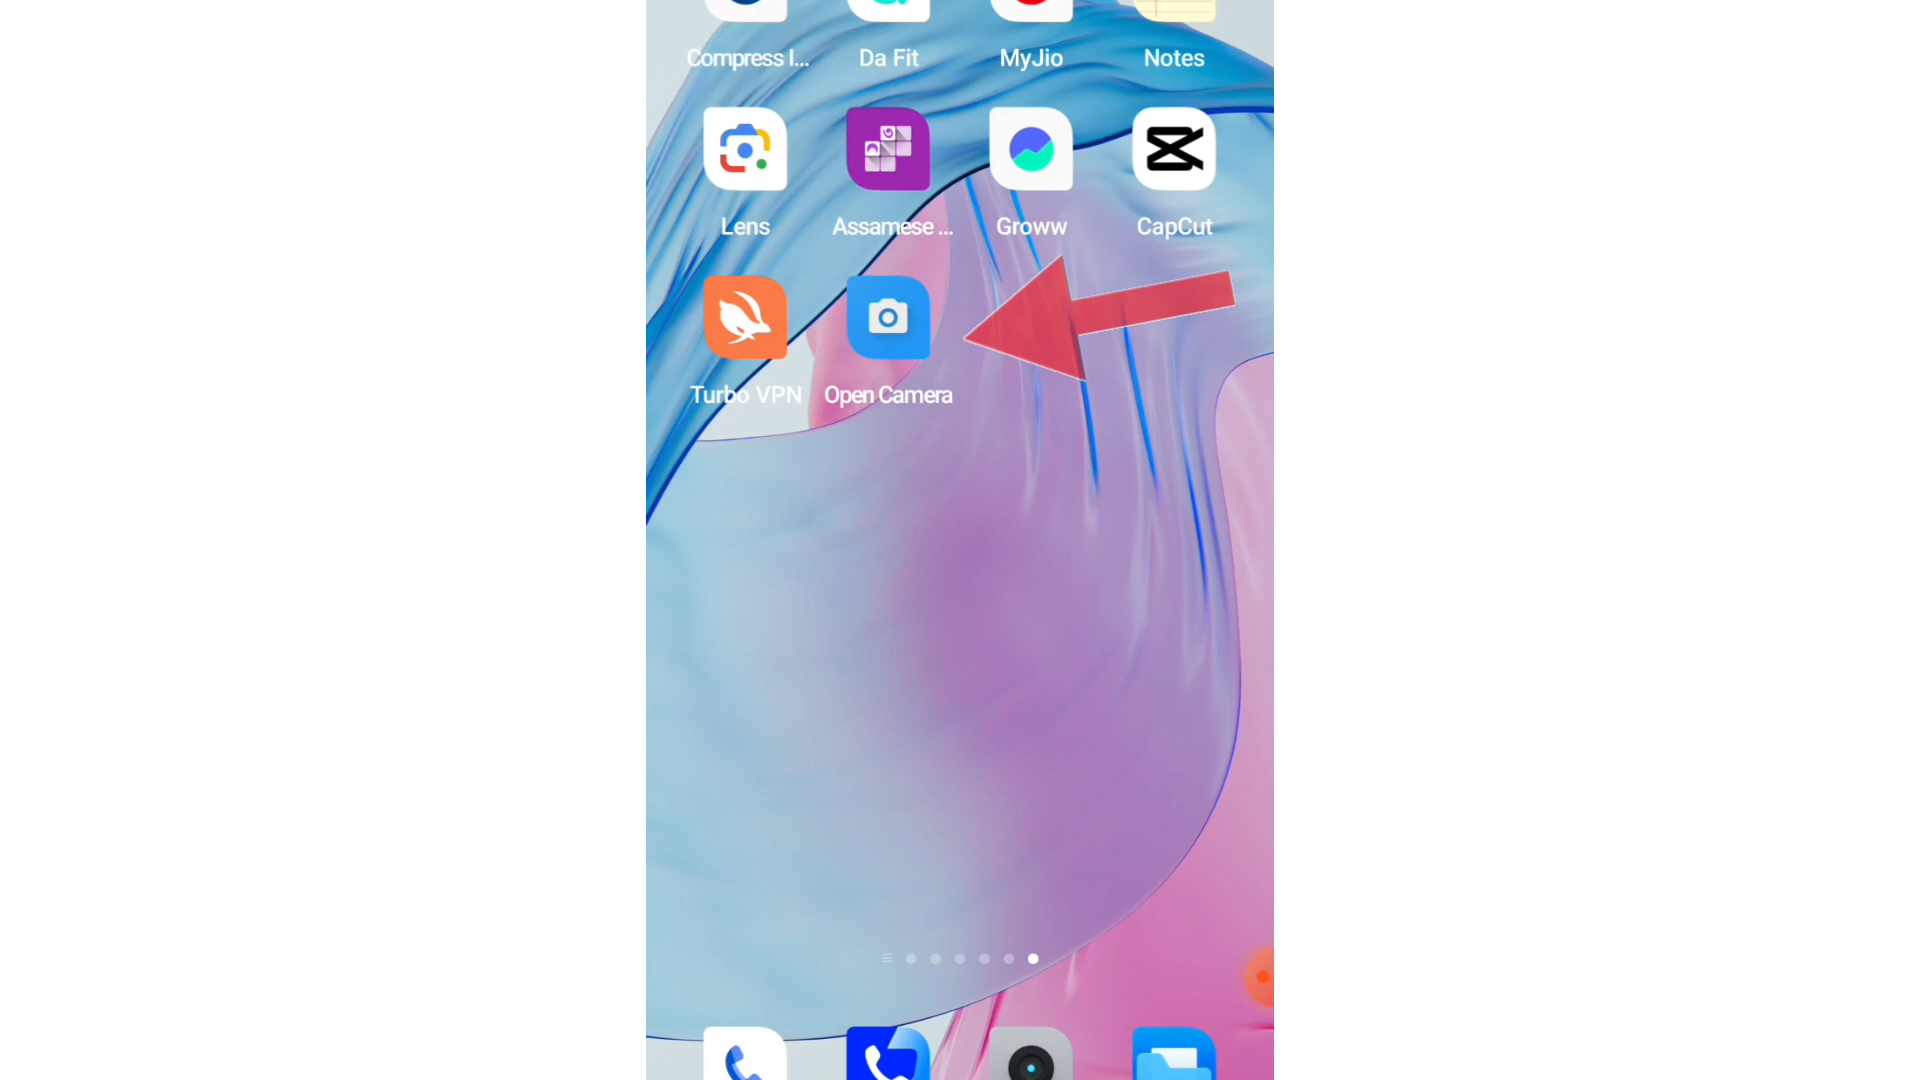 Compress I... Da Fit MyJio Notes
Lens Assamese ... Groww CapCut
Turbo VPN Open Camera